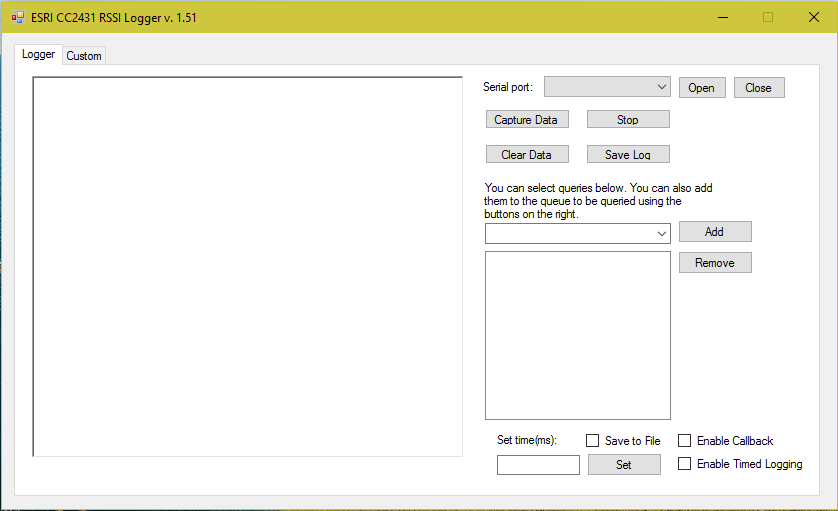 ESRI CC2431 RSSI Logger v. 1.51
Logger
Custom
Serial port:
Open
Close
Capture Data
Stop
Clear Data
Save Log
You can select queries below. You can also add
them to the queue to be queried using the
buttons on the right.
Add
Remove
Set time(ms):
Save to File
Enable Callback
Set
Enable Timed Logging